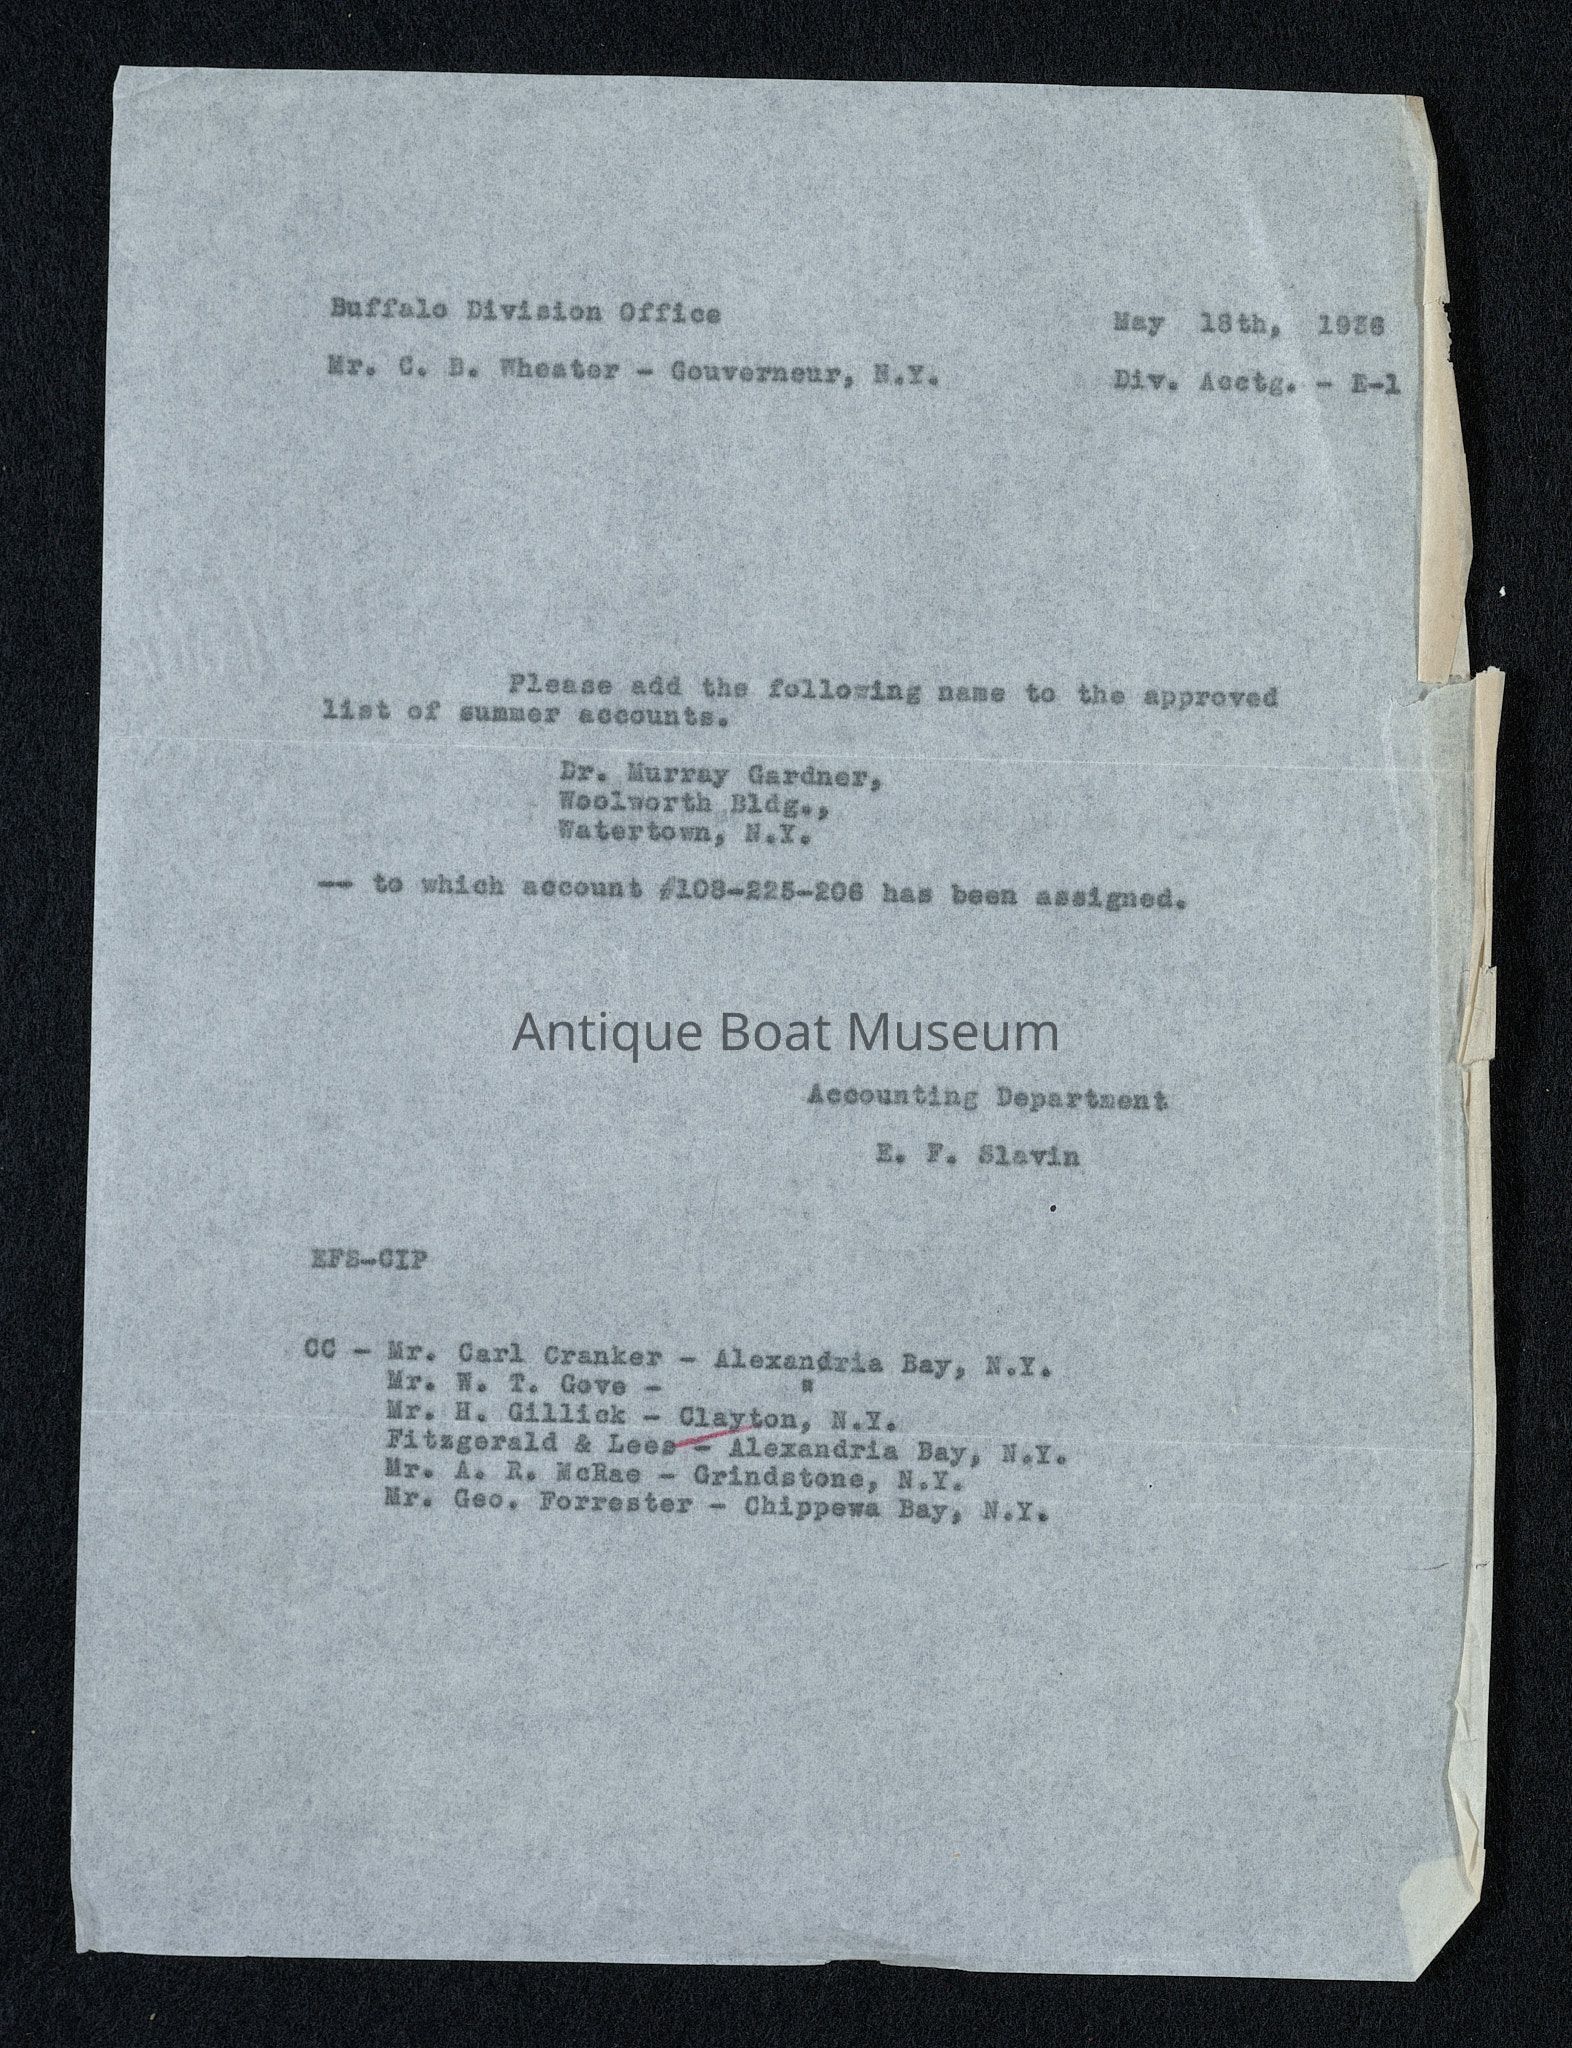 Buffalo Division Office
May 18th, 1936
Mr. C. B. Wheater - Gouverneur, N.Y.
Div. Acctg. - E-1
Please add the following name to the approved
list of summer accounts.
Dr. Murray Gardner,
Woolworth Bldg.,
Watertown, N.Y.
-- to which account #108-225-206 has been assigned.
Antique Boat Museum
Accounting Department
E. F. Slavin
EFS-CIP
CC - Mr. Carl Cranker - Alexandria Bay, N.Y.
Mr. W. T. Gove - "
Mr. H. Gillick - Clayton, N.Y.
Fitzgerald & Lees - Alexandria Bay, N.Y.
Mr. A. R. McRae - Grindstone, N.Y.
Mr. Geo. Forrester - Chippewa Bay, N.Y.